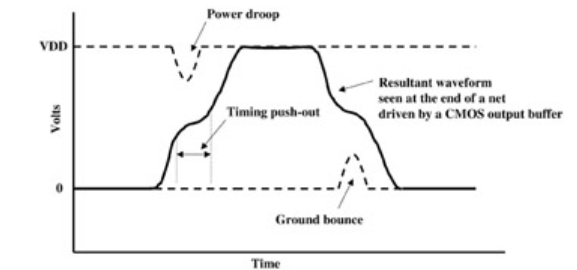 Power droop
VDD
Resultant waveform
seen at the end of a net
driven by a CMOS output buffer
Timing push-out
Volts
0
Ground bounce
Time